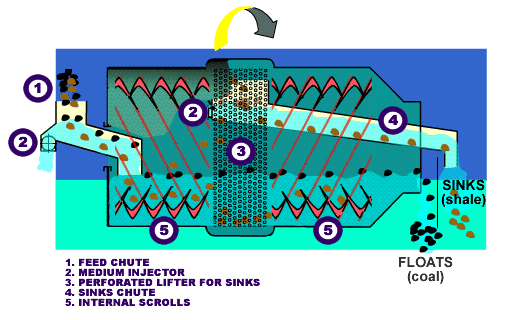 1
2
2
3
4
5
5
SINKS
(shale)
FLOATS
(coal)
1. FEED CHUTE
2. MEDIUM INJECTOR
3. PERFORATED LIFTER FOR SINKS
4. SINKS CHUTE
5. INTERNAL SCROLLS